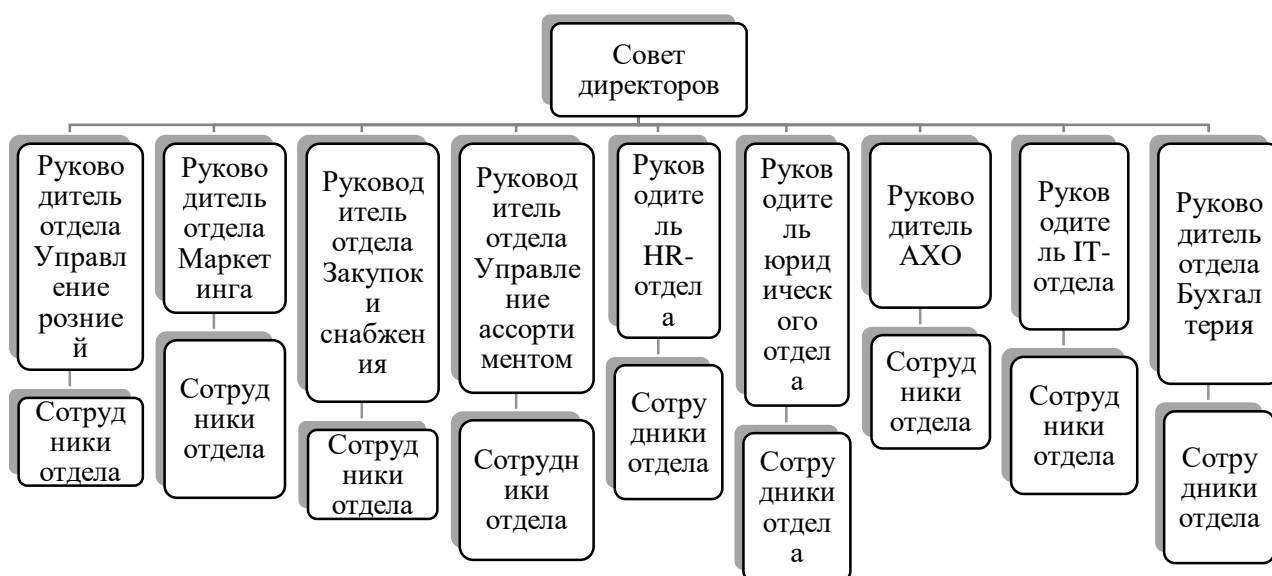 Совет
директоров
Руково
дитель
отдела
Управл
ение
розние
й
Сотруд
ники
отдела
Руково
дитель
отдела
Маркет
инга
Сотруд
ники
отдела
Руковод
итель
отдела
Закупок
и
снабжен
ия
Сотруд
ники
отдела
Руковод
итель
отдела
Управле
ние
ассорти
ментом
Сотрудн
ики
отдела
Руков
одите
ль
HR-
отдел
а
Сотру
дники
отдела
Руков
одите
ль
юрид
ическ
ого
отдел
а
Сотру
дники
отдел
а
Руково
дитель
АХО
Сотруд
ники
отдела
Руков
одите
ль IT-
отдела
Сотруд
ники
отдела
Руково
дитель
отдела
Бухгал
терия
Сотру
дники
отдела